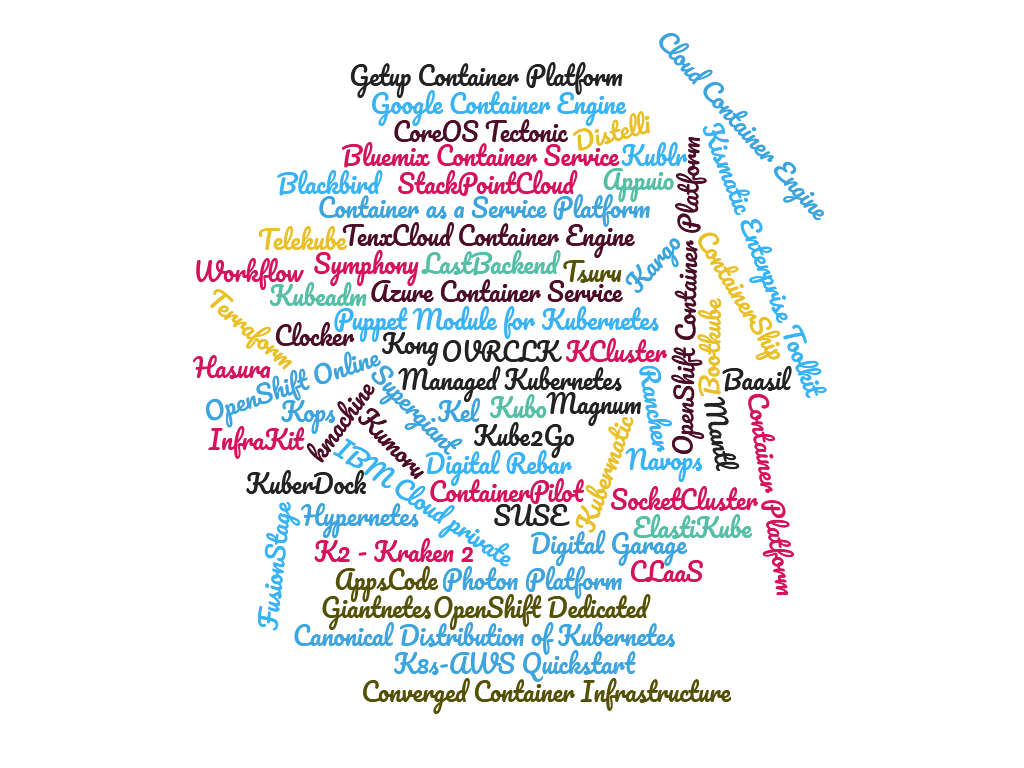 Cloud Container Engine
Getup Container Platform
Google Container Engine
CoreOS Tectonic
Distelli
Kismatic Enterprise Toolkit
Bluemix Container Service
Kublr
OpenShift Container Platform
Blackbird
StackPointCloud
Appuio
Container as a Service Platform
Telekube
TenxCloud Container Engine
Kargo
ContainerShip
Workflow
Symphony
LastBackend
Tsuru
Kubeadm
Azure Container Service
Terraform
Puppet Module for Kubernetes
Bootkube
Clocker
Kong
OVRCLK
KCluster
Hasura
OpenShift Online
Supergiant
Managed Kubernetes
Rancher
Baasil
Kops
kmachine
Kumoru
.Kel
Kubo
Magnum
Mantl
Container Platform
InfraKit
Kube2Go
Kubermatic
IBM Cloud private
Digital Rebar
Navops
KuberDock
ContainerPilot
SocketCluster
FusionStage
Hypernetes
SUSE
ElastiKube
K2 - Kraken 2
Digital Garage
AppsCode
Photon Platform
CLaaS
Giantnetes
OpenShift Dedicated
Canonical Distribution of Kubernetes
K8s-AWS Quickstart
Converged Container Infrastructure